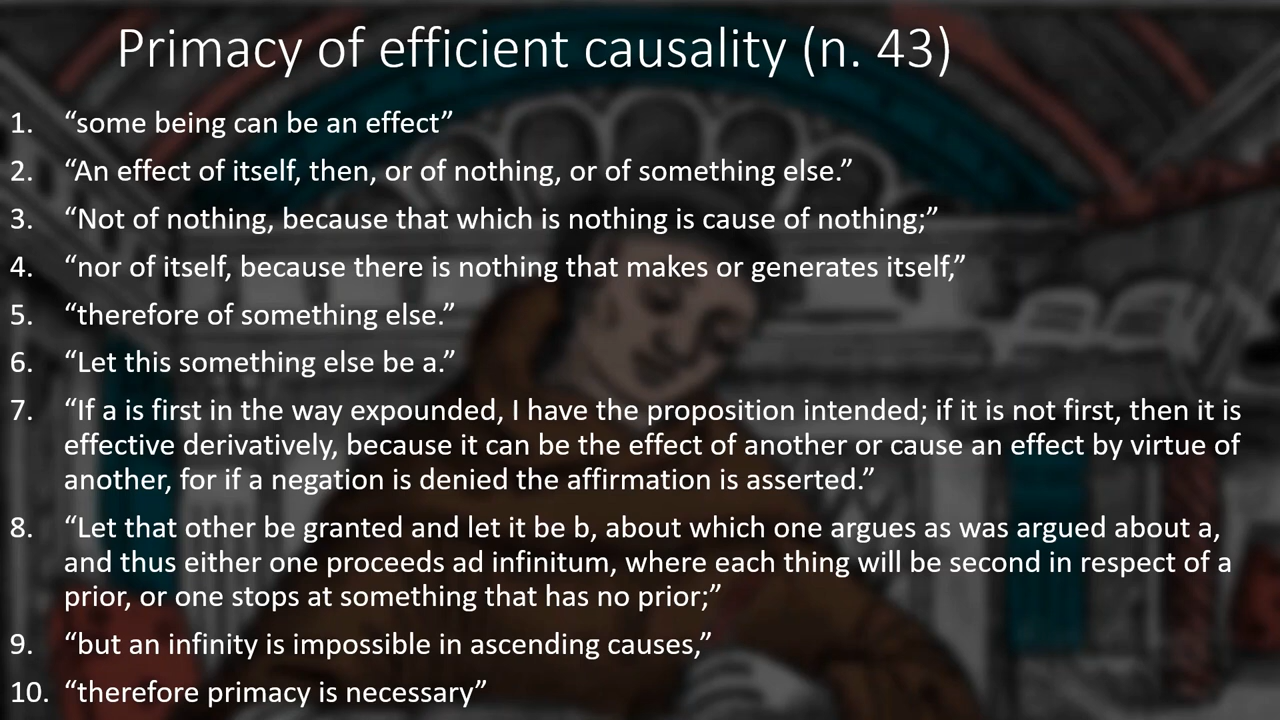 Primacy of efficient causality (n. 43)
1. “some being can be an effect”
2. “An effect of itself, then, or of nothing, or of something else.”
3. “Not of nothing, because that which is nothing is cause of nothing;”
4. “nor of itself, because there is nothing that makes or generates itself,”
5. “therefore of something else.”
6. “Let this something else be a.”
7. “If a is first in the way expounded, I have the proposition intended; if it is not first, then it is
effective derivatively, because it can be the effect of another or cause an effect by virtue of
another, for if a negation is denied the affirmation is asserted.”
8. “Let that other be granted and let it be b, about which one argues as was argued about a,
and thus either one proceeds ad infinitum, where each thing will be second in respect of a
prior, or one stops at something that has no prior;”
9. “but an infinity is impossible in ascending causes,”
10. “therefore primacy is necessary”